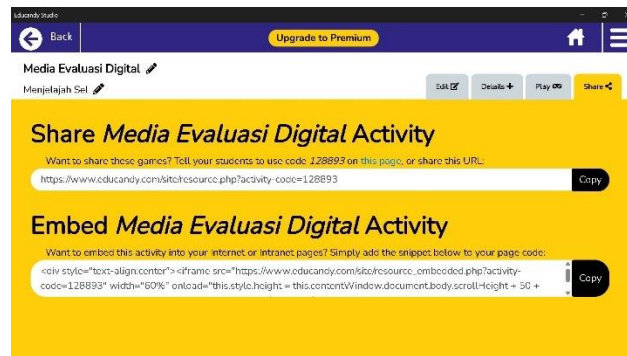 Educandy Studio
Back
Upgrade to Premium
Media Evaluasi Digital
Menjelajah Sel
Edit
Details
Play
Share
Share Media Evaluasi Digital Activity
Want to share these games? Tell your students to use code 128893 on this page, or share this URL:
https://www.educandy.com/site/resource.php?activity-code=128893
Copy
Embed Media Evaluasi Digital Activity
Want to embed this activity into your Internet or Intranet pages? Simply add the snippet below to your page code:
<div style="text-align:center"><iframe src="https://www.educandy.com/site/resource_embedded.php?activity-
code=128893" width="60%" onload="this.style.height = this.contentWindow.document.body.scrollHeight + 50 +
Copy